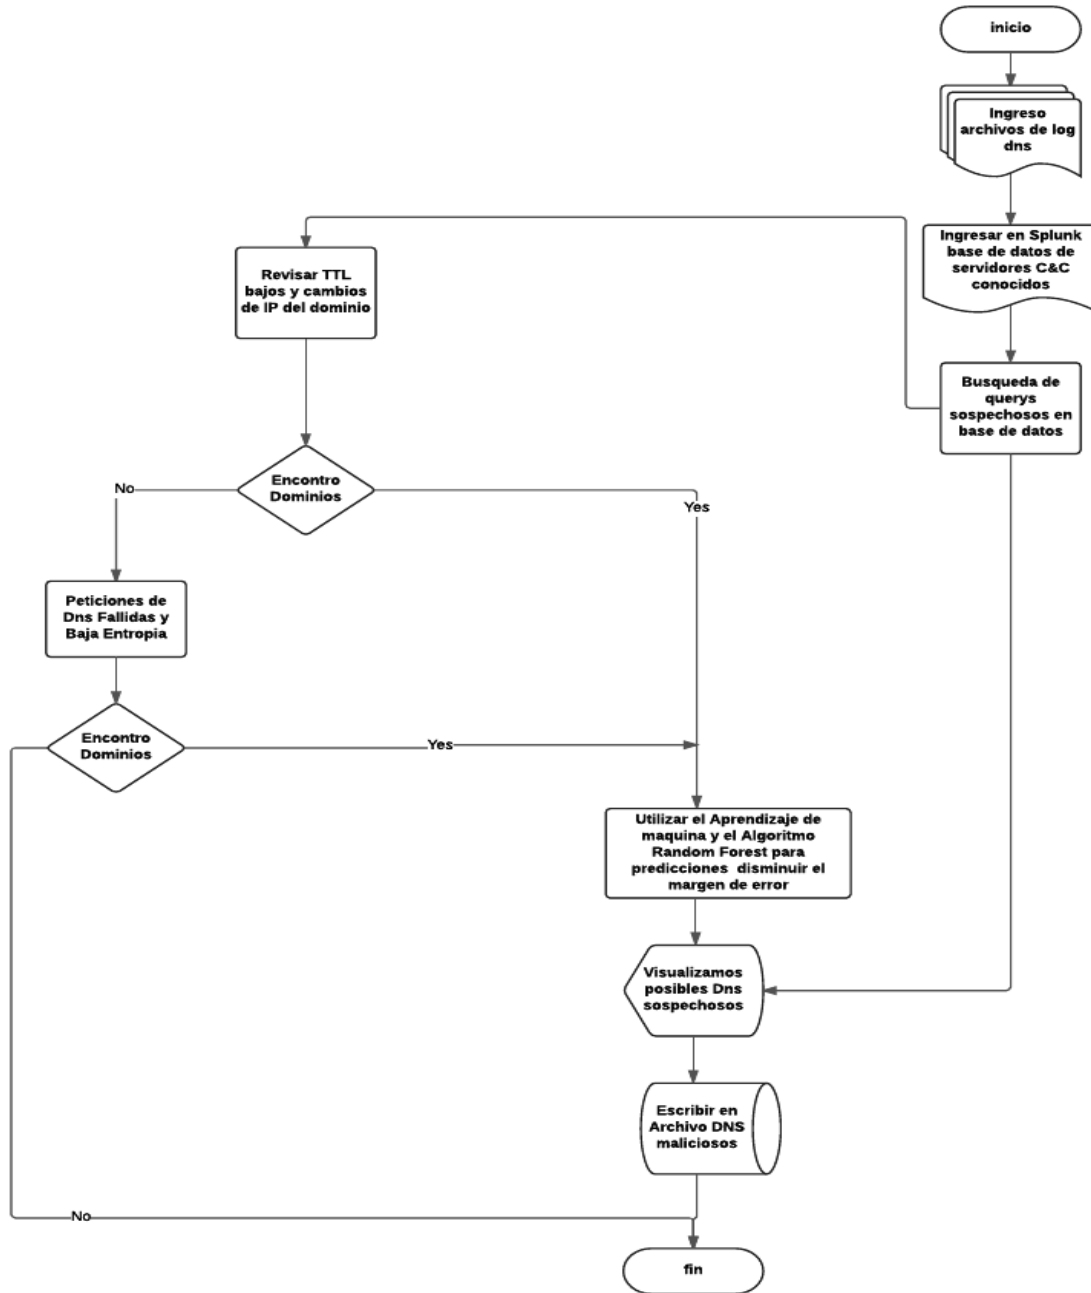 inicio
Ingreso
archivos de log
dns
Ingresar en Splunk
base de datos de
servidores C&C
conocidos
Busqueda de
querys
sospechosos en
base de datos
Revisar TTL
bajos y cambios
de IP del dominio
Encontro
Dominios
No
Yes
Peticiones de
Dns Fallidas y
Baja Entropia
Encontro
Dominios
Yes
Utilizar el Aprendizaje de
maquina y el Algoritmo
Random Forest para
predicciones disminuir el
margen de error
Visualizamos
posibles Dns
sospechosos
Escribir en
Archivo DNS
maliciosos
No
fin